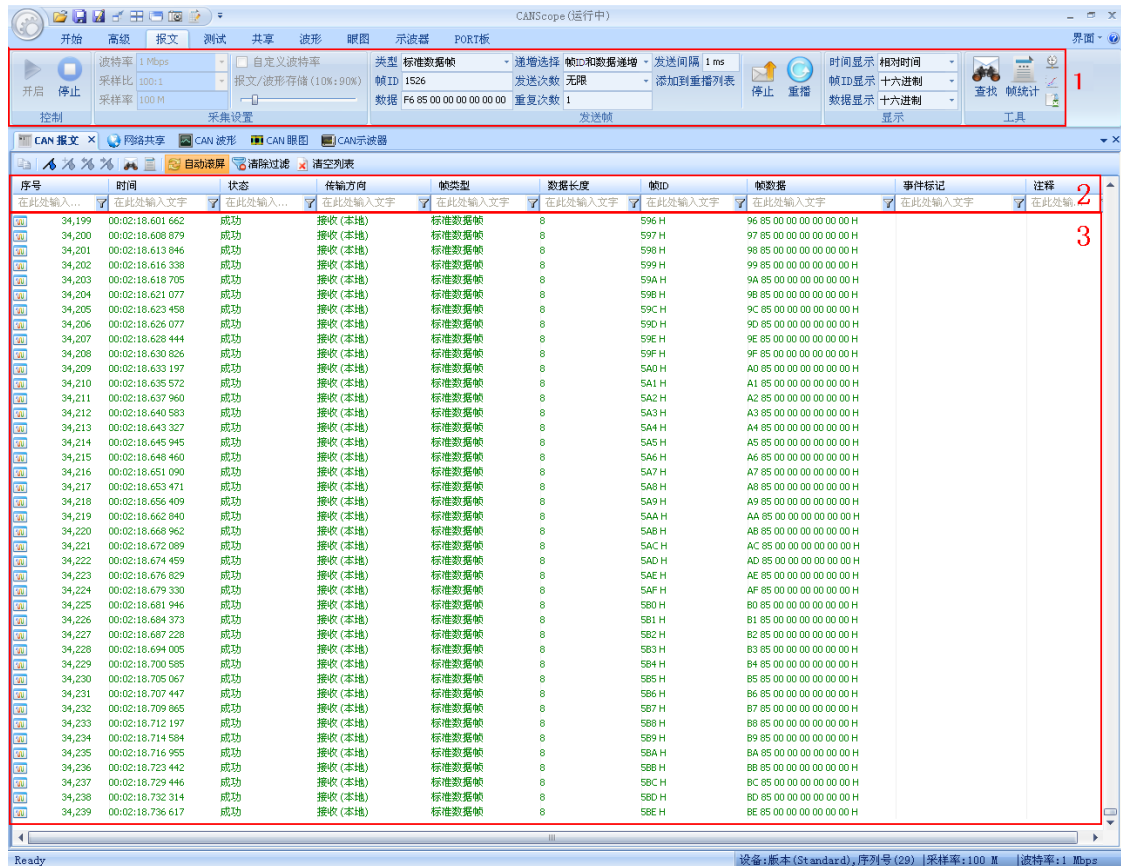 CANScope(运行中)
开始 高级 报文 测试 共享 波形 眼图 示波器 PORT板 界面
波特率 1 Mbps 自定义波特率 类型 标准数据帧 递增选择 帧ID和数据递增 发送间隔 1 ms 时间显示 相对时间 1
采样比 100:1 报文/波形存储(10%:90%) 帧ID 1526 发送次数 无限 添加到重播列表 帧ID显示 十六进制
开启 停止 停止 重播 查找 帧统计
采样率 100 M 数据 F6 85 00 00 00 00 00 00 重复次数 1 数据显示 十六进制
控制 采集设置 发送帧 显示 工具
CAN 报文 × 网络共享 CAN 波形 CAN 眼图 CAN示波器
自动滚屏 清除过滤 清空列表
序号 时间 状态 传输方向 帧类型 数据长度 帧ID 帧数据 事件标记 注释 2
在此处输入... 在此处输入文字 在此处输入... 在此处输入文字 在此处输入文字 在此处输入文字 在此处输入文字 在此处输入文字 在此处输入文字 在此处输
34,199 00:02:18.601 662 成功 接收(本地) 标准数据帧 8 596 H 96 85 00 00 00 00 00 00 H 3
34,200 00:02:18.608 879 成功 接收(本地) 标准数据帧 8 597 H 97 85 00 00 00 00 00 00 H
34,201 00:02:18.613 846 成功 接收(本地) 标准数据帧 8 598 H 98 85 00 00 00 00 00 00 H
34,202 00:02:18.616 338 成功 接收(本地) 标准数据帧 8 599 H 99 85 00 00 00 00 00 00 H
34,203 00:02:18.618 705 成功 接收(本地) 标准数据帧 8 59A H 9A 85 00 00 00 00 00 00 H
34,204 00:02:18.621 077 成功 接收(本地) 标准数据帧 8 59B H 9B 85 00 00 00 00 00 00 H
34,205 00:02:18.623 458 成功 接收(本地) 标准数据帧 8 59C H 9C 85 00 00 00 00 00 00 H
34,206 00:02:18.626 077 成功 接收(本地) 标准数据帧 8 59D H 9D 85 00 00 00 00 00 00 H
34,207 00:02:18.628 444 成功 接收(本地) 标准数据帧 8 59E H 9E 85 00 00 00 00 00 00 H
34,208 00:02:18.630 826 成功 接收(本地) 标准数据帧 8 59F H 9F 85 00 00 00 00 00 00 H
34,209 00:02:18.633 197 成功 接收(本地) 标准数据帧 8 5A0 H A0 85 00 00 00 00 00 00 H
34,210 00:02:18.635 572 成功 接收(本地) 标准数据帧 8 5A1 H A1 85 00 00 00 00 00 00 H
34,211 00:02:18.637 960 成功 接收(本地) 标准数据帧 8 5A2 H A2 85 00 00 00 00 00 00 H
34,212 00:02:18.640 583 成功 接收(本地) 标准数据帧 8 5A3 H A3 85 00 00 00 00 00 00 H
34,213 00:02:18.643 327 成功 接收(本地) 标准数据帧 8 5A4 H A4 85 00 00 00 00 00 00 H
34,214 00:02:18.645 945 成功 接收(本地) 标准数据帧 8 5A5 H A5 85 00 00 00 00 00 00 H
34,215 00:02:18.648 460 成功 接收(本地) 标准数据帧 8 5A6 H A6 85 00 00 00 00 00 00 H
34,216 00:02:18.651 090 成功 接收(本地) 标准数据帧 8 5A7 H A7 85 00 00 00 00 00 00 H
34,217 00:02:18.653 471 成功 接收(本地) 标准数据帧 8 5A8 H A8 85 00 00 00 00 00 00 H
34,218 00:02:18.656 409 成功 接收(本地) 标准数据帧 8 5A9 H A9 85 00 00 00 00 00 00 H
34,219 00:02:18.662 840 成功 接收(本地) 标准数据帧 8 5AA H AA 85 00 00 00 00 00 00 H
34,220 00:02:18.668 962 成功 接收(本地) 标准数据帧 8 5AB H AB 85 00 00 00 00 00 00 H
34,221 00:02:18.672 089 成功 接收(本地) 标准数据帧 8 5AC H AC 85 00 00 00 00 00 00 H
34,222 00:02:18.674 459 成功 接收(本地) 标准数据帧 8 5AD H AD 85 00 00 00 00 00 00 H
34,223 00:02:18.676 829 成功 接收(本地) 标准数据帧 8 5AE H AE 85 00 00 00 00 00 00 H
34,224 00:02:18.679 330 成功 接收(本地) 标准数据帧 8 5AF H AF 85 00 00 00 00 00 00 H
34,225 00:02:18.681 946 成功 接收(本地) 标准数据帧 8 5B0 H B0 85 00 00 00 00 00 00 H
34,226 00:02:18.684 373 成功 接收(本地) 标准数据帧 8 5B1 H B1 85 00 00 00 00 00 00 H
34,227 00:02:18.687 228 成功 接收(本地) 标准数据帧 8 5B2 H B2 85 00 00 00 00 00 00 H
34,228 00:02:18.694 005 成功 接收(本地) 标准数据帧 8 5B3 H B3 85 00 00 00 00 00 00 H
34,229 00:02:18.700 585 成功 接收(本地) 标准数据帧 8 5B4 H B4 85 00 00 00 00 00 00 H
34,230 00:02:18.705 067 成功 接收(本地) 标准数据帧 8 5B5 H B5 85 00 00 00 00 00 00 H
34,231 00:02:18.707 447 成功 接收(本地) 标准数据帧 8 5B6 H B6 85 00 00 00 00 00 00 H
34,232 00:02:18.709 865 成功 接收(本地) 标准数据帧 8 5B7 H B7 85 00 00 00 00 00 00 H
34,233 00:02:18.712 197 成功 接收(本地) 标准数据帧 8 5B8 H B8 85 00 00 00 00 00 00 H
34,234 00:02:18.714 584 成功 接收(本地) 标准数据帧 8 5B9 H B9 85 00 00 00 00 00 00 H
34,235 00:02:18.716 955 成功 接收(本地) 标准数据帧 8 5BA H BA 85 00 00 00 00 00 00 H
34,236 00:02:18.723 442 成功 接收(本地) 标准数据帧 8 5BB H BB 85 00 00 00 00 00 00 H
34,237 00:02:18.729 446 成功 接收(本地) 标准数据帧 8 5BC H BC 85 00 00 00 00 00 00 H
34,238 00:02:18.732 314 成功 接收(本地) 标准数据帧 8 5BD H BD 85 00 00 00 00 00 00 H
34,239 00:02:18.736 617 成功 接收(本地) 标准数据帧 8 5BE H BE 85 00 00 00 00 00 00 H
Ready 设备:版本(Standard),序列号(29) |采样率:100 M |波特率:1 Mbps